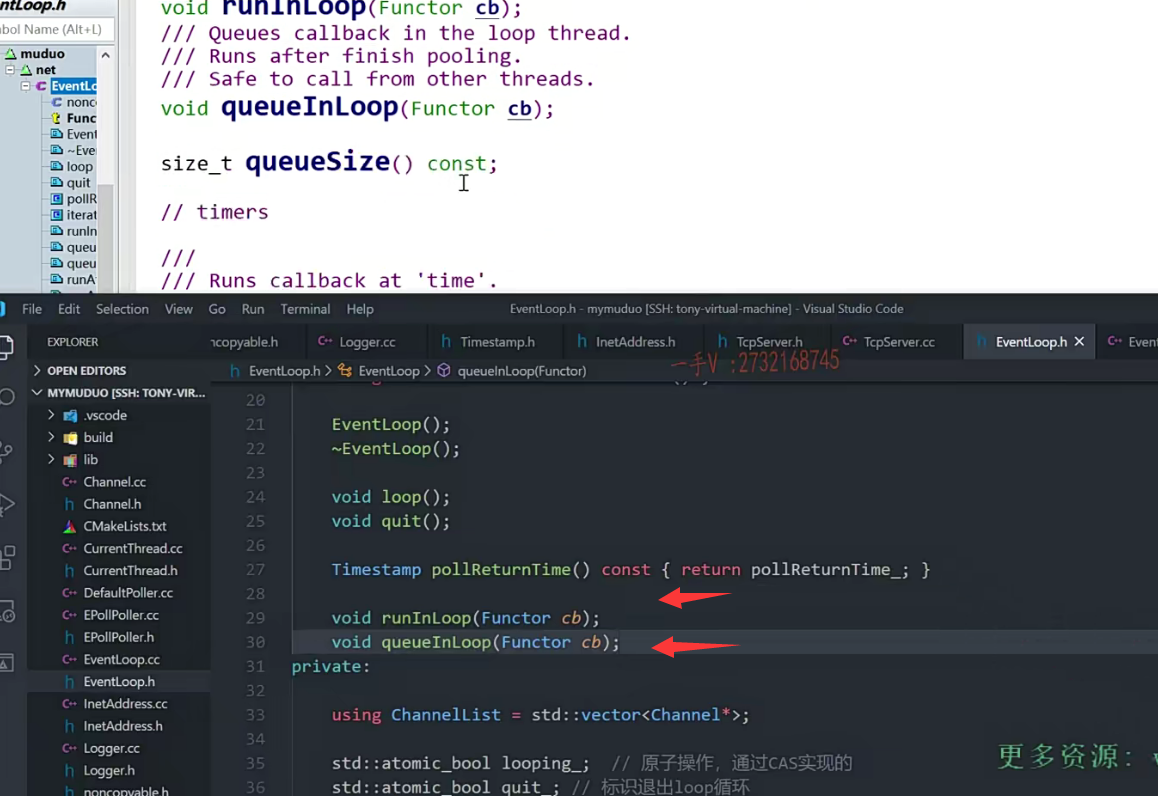 ntLoop.h
bol Name (Alt+L)
muduo
net
EventLo
nonc
Func
Event
~Eve
loop
quit
pollR
iterat
runIn
queu
queu
runA
void runInLoop(Functor cb);
/// Queues callback in the loop thread.
/// Runs after finish pooling.
/// Safe to call from other threads.
void queueInLoop(Functor cb);
size_t queueSize() const;
// timers
///
/// Runs callback at 'time'.
File Edit Selection View Go Run Terminal Help
EventLoop.h - mymuduo [SSH: tony-virtual-machine] - Visual Studio Code
EXPLORER
ncopyable.h
C++ Logger.cc
h Timestamp.h
h InetAddress.h
h TcpServer.h
C++ TcpServer.cc
h EventLoop.h ×
C++ Even
一手V :2732168745
OPEN EDITORS
MYMUDUO [SSH: TONY-VIR...
.vscode
build
lib
C++ Channel.cc
h Channel.h
CMakeLists.txt
C++ CurrentThread.cc
h CurrentThread.h
C++ DefaultPoller.cc
C++ EPollPoller.cc
h EPollPoller.h
C++ EventLoop.cc
h EventLoop.h
C++ InetAddress.cc
h InetAddress.h
C++ Logger.cc
h Logger.h
h noncopyable.h
h EventLoop.h > EventLoop > queueInLoop(Functor)
20
21 EventLoop();
22 ~EventLoop();
23
24 void loop();
25 void quit();
26
27 Timestamp pollReturnTime() const { return pollReturnTime_; }
28
29 void runInLoop(Functor cb);
30 void queueInLoop(Functor cb);
31 private:
32
33 using ChannelList = std::vector<Channel*>;
34
35 std::atomic_bool looping_; // 原子操作，通过CAS实现的
36 std::atomic_bool quit_; // 标识退出loop循环
更多资源：